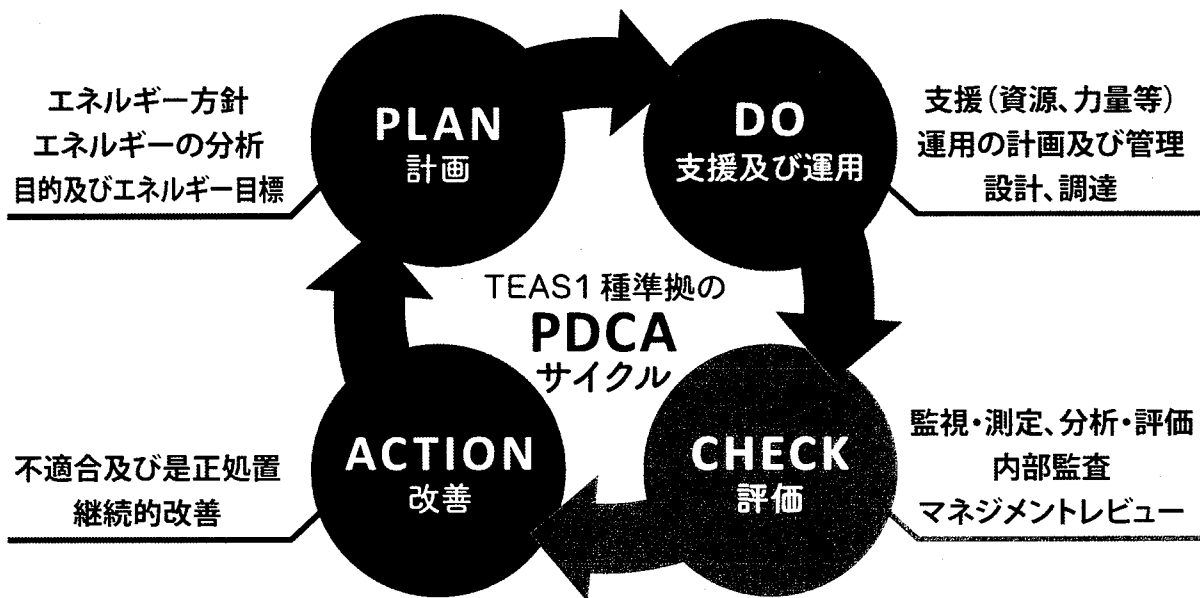 エネルギー方針
エネルギーの分析
目的及びエネルギー目標
PLAN
計画
DO
支援及び運用
支援(資源、力量等)
運用の計画及び管理
設計、調達
TEAS1種準拠の
PDCA
サイクル
不適合及び是正処置
継続的改善
ACTION
改善
CHECK
評価
監視・測定、分析・評価
内部監査
マネジメントレビュー